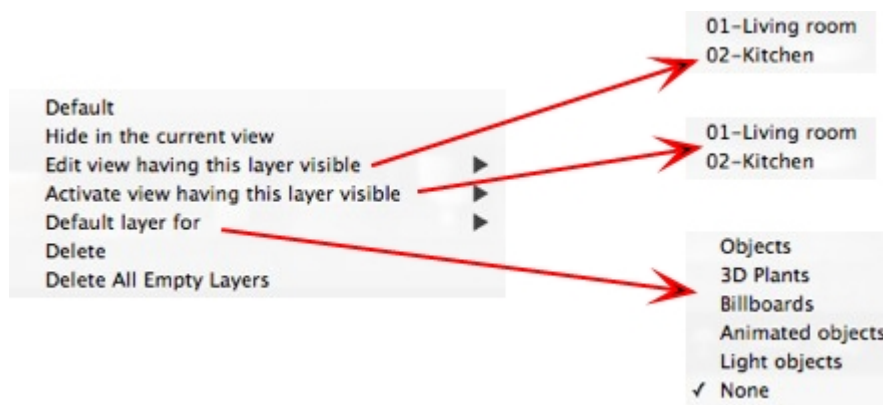 Default
Hide in the current view
Edit view having this layer visible
Activate view having this layer visible
Default layer for
Delete
Delete All Empty Layers
01-Living room
02-Kitchen
01-Living room
02-Kitchen
Objects
3D Plants
Billboards
Animated objects
Light objects
✓ None